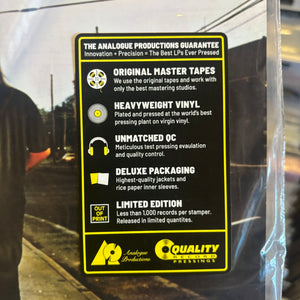 THE ANALOGUE PRODUCTIONS GUARANTEE
Innovation + Precision = The Best LPs Ever Pressed
ORIGINAL MASTER TAPES
We use the original tapes and work with
only the best mastering studios.
HEAVYWEIGHT VINYL
Plated and pressed at the world's best
pressing plant on virgin vinyl.
UNMATCHED QC
Meticulous test pressing evaulation
and quality control.
DELUXE PACKAGING
Highest-quality jackets and
rice paper inner sleeves.
OUT
OF
PRINT
LIMITED EDITION
Less than 1,000 records per stamper.
Released in limited quantites.
Analogue
Productions
QUALITY
RECORD
PRESSINGS